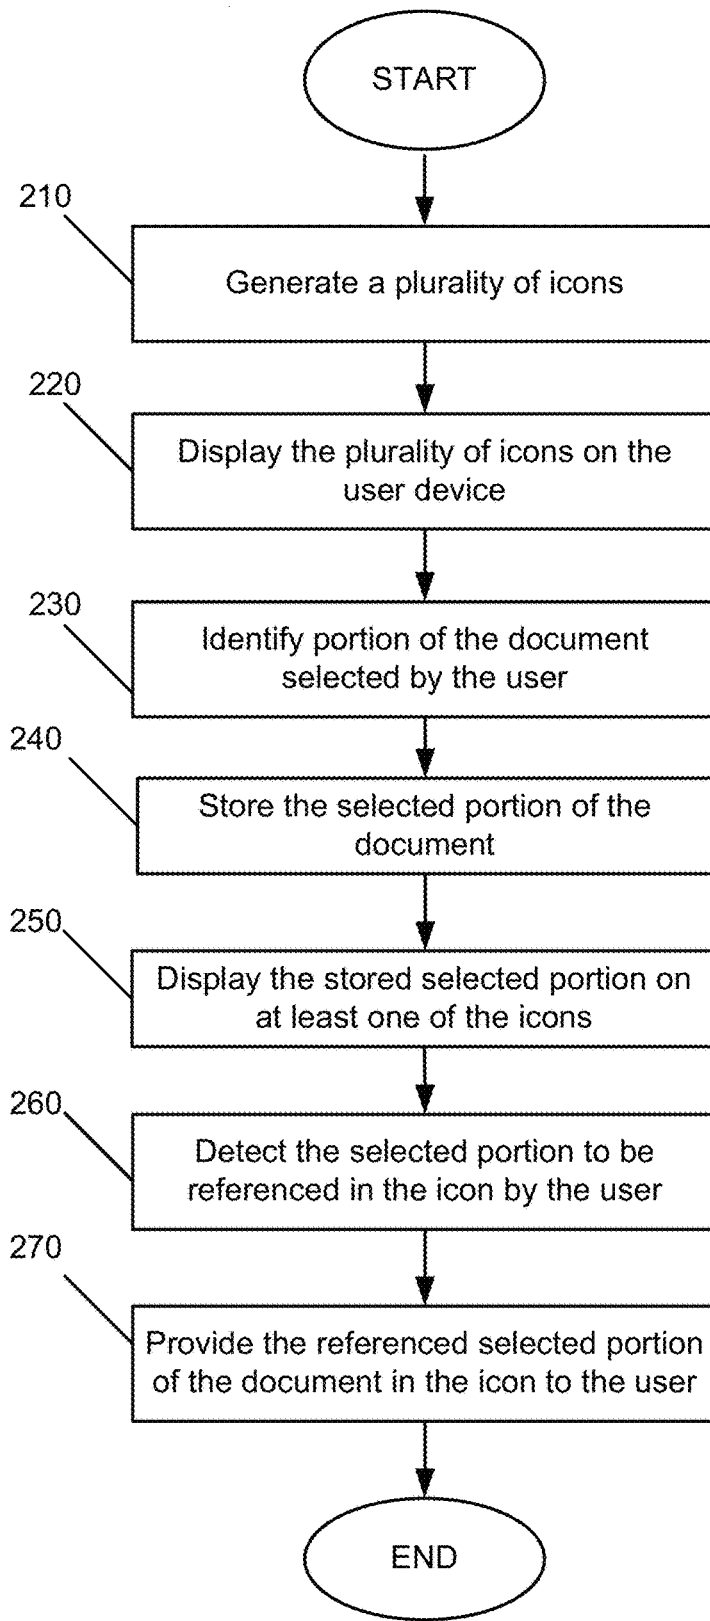 START
210
Generate a plurality of icons
220
Display the plurality of icons on the
user device
230
Identify portion of the document
selected by the user
240
Store the selected portion of the
document
250
Display the stored selected portion on
at least one of the icons
260
Detect the selected portion to be
referenced in the icon by the user
270
Provide the referenced selected portion
of the document in the icon to the user
END